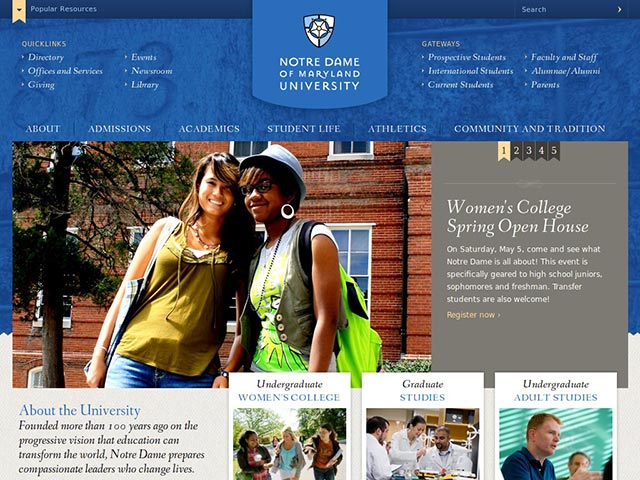 Popular Resources
Search
QUICKLINKS
Directory
Offices and Services
Giving
Events
Newsroom
Library
NOTRE DAME
OF MARYLAND
UNIVERSITY
GATEWAYS
Prospective Students
International Students
Current Students
Faculty and Staff
Alumnae/Alumni
Parents
ABOUT
ADMISSIONS
ACADEMICS
STUDENT LIFE
ATHLETICS
COMMUNITY AND TRADITION
1 2 3 4 5
Women's College
Spring Open House
On Saturday, May 5, come and see what
Notre Dame is all about! This event is
specifically geared to high school juniors,
sophomores and freshman. Transfer
students are also welcome!
Register now ›
About the University
Founded more than 100 years ago on the
progressive vision that education can
transform the world, Notre Dame prepares
compassionate leaders who change lives.
Undergraduate
WOMEN'S COLLEGE
Graduate
STUDIES
Undergraduate
ADULT STUDIES